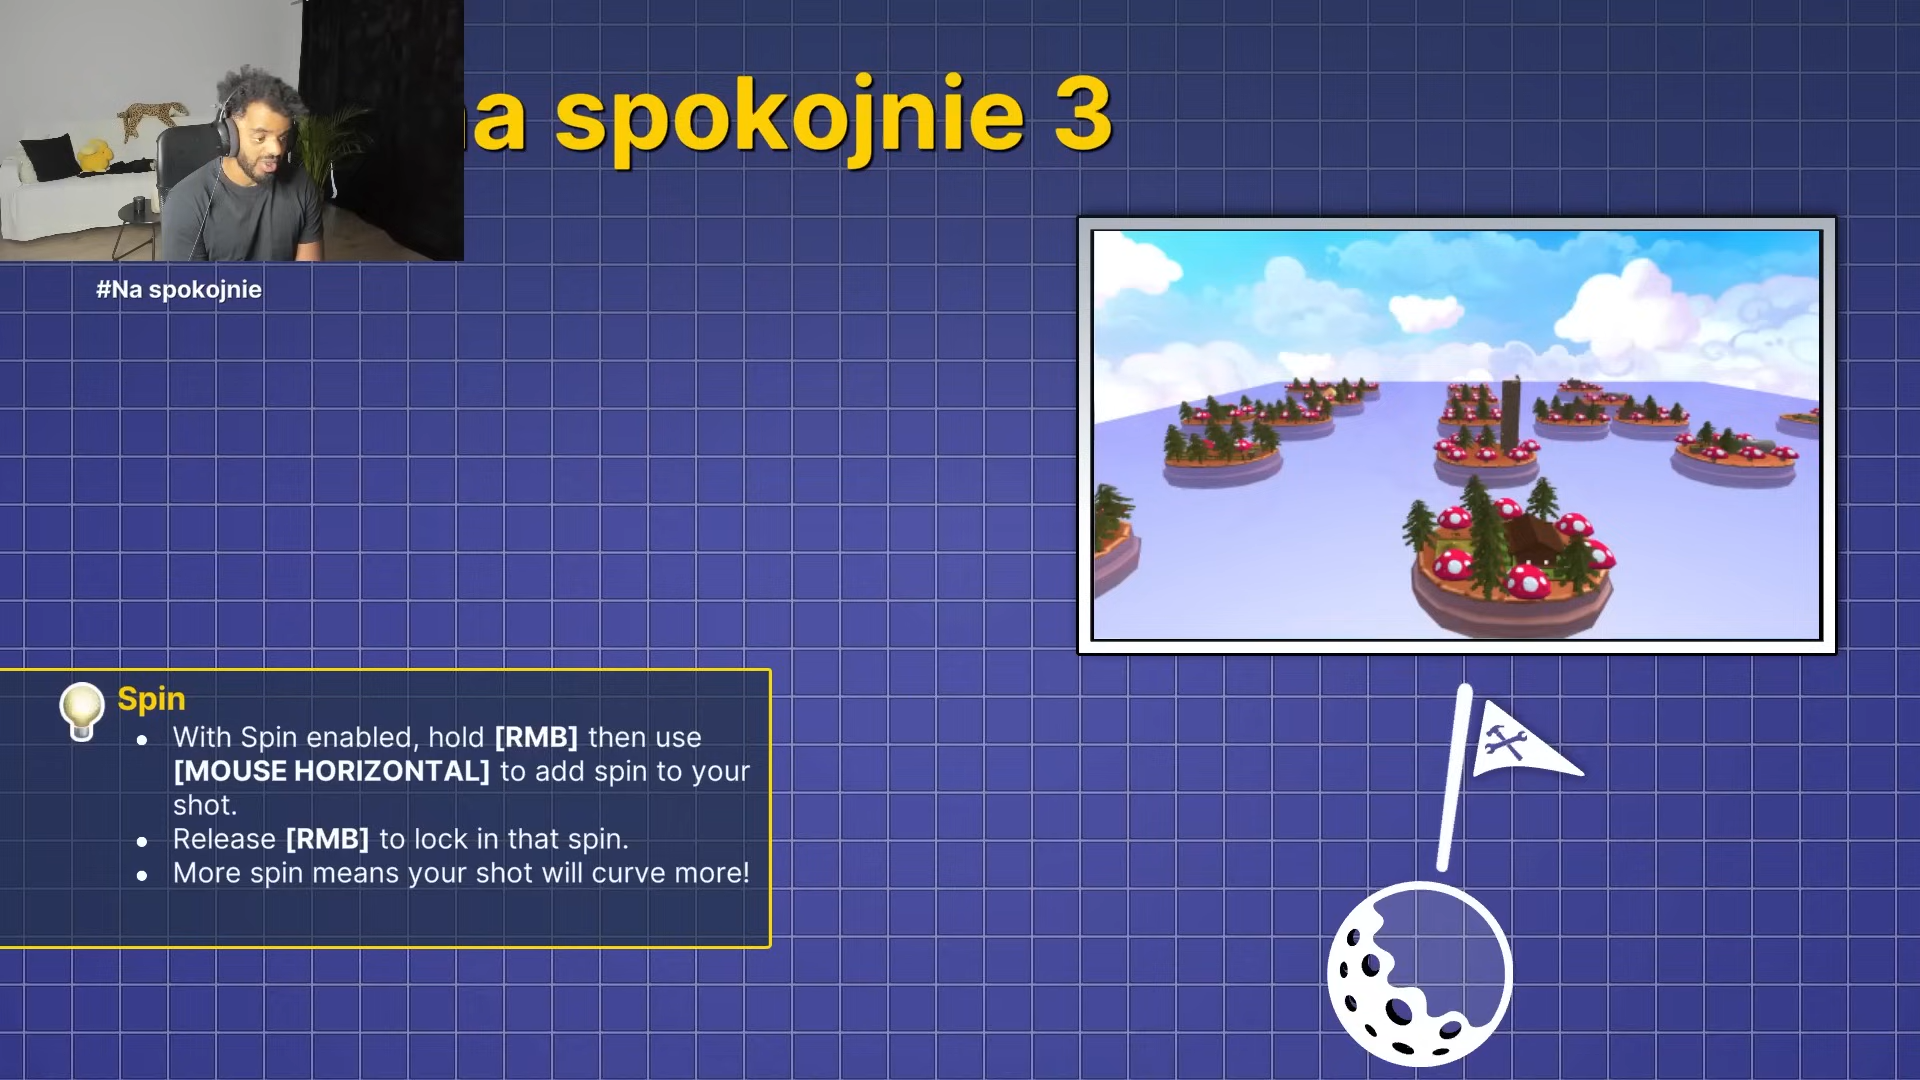 a spokojnie 3
#Na spokojnie
Spin
With Spin enabled, hold [RMB] then use
[MOUSE HORIZONTAL] to add spin to your
shot.
Release [RMB] to lock in that spin.
More spin means your shot will curve more!